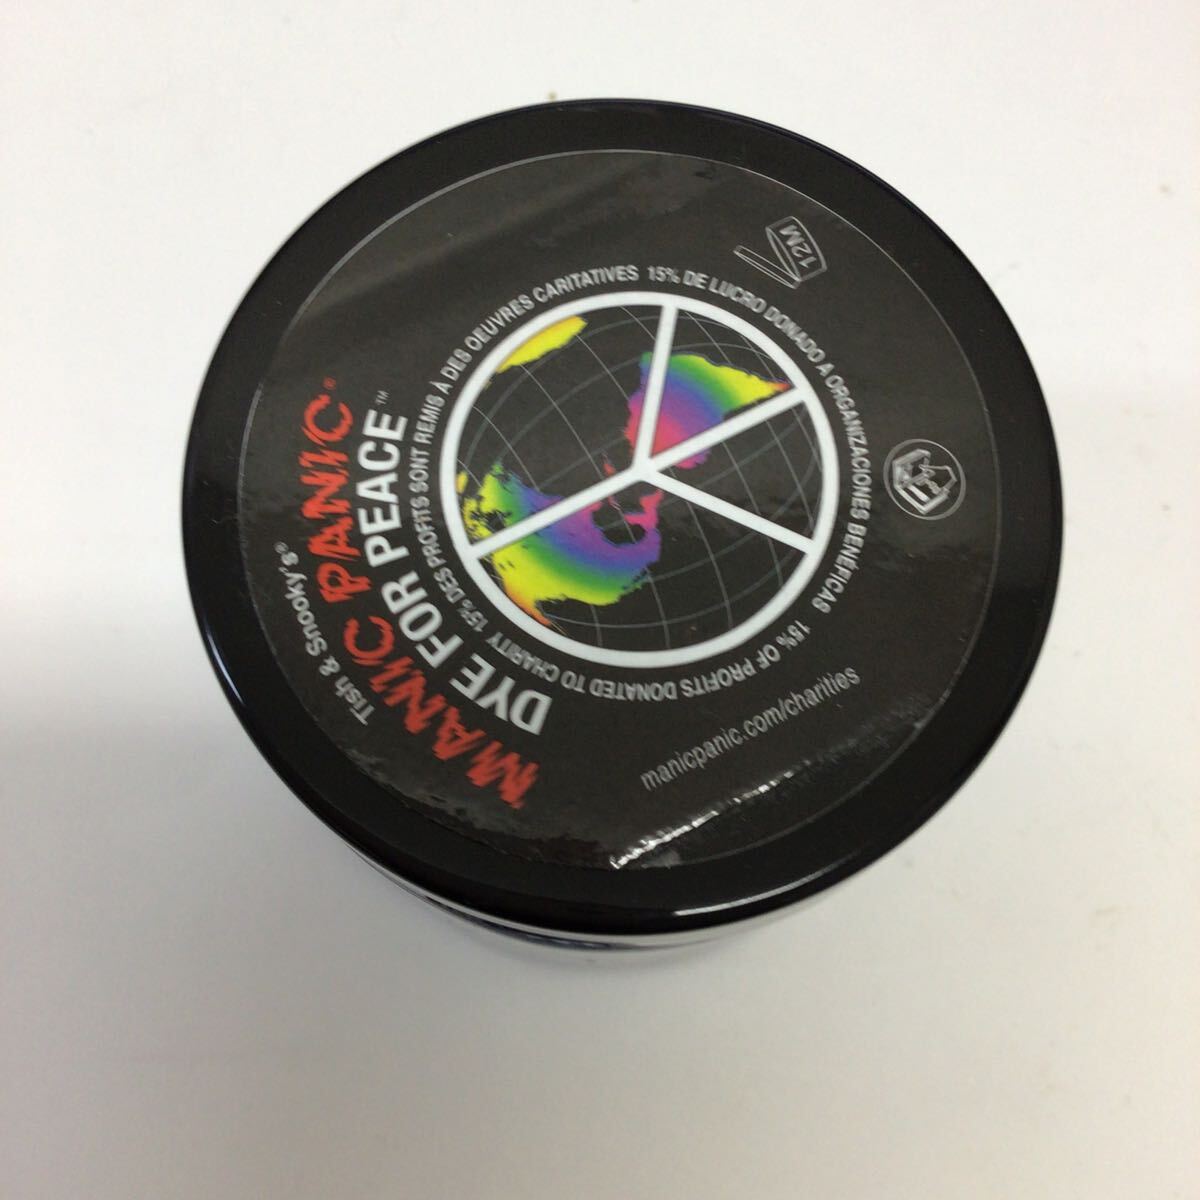 Tish & Snooky's®
MANIC PANIC®
DYE FOR PEACE™
15% OF PROFITS DONATED TO CHARITY
15% DES PROFITS SONT REMIS À DES OEUVRES CARITATIVES
15% DE LUCRO DONADO A ORGANIZACIONES BENÉFICAS
manicpanic.com/charities
12M